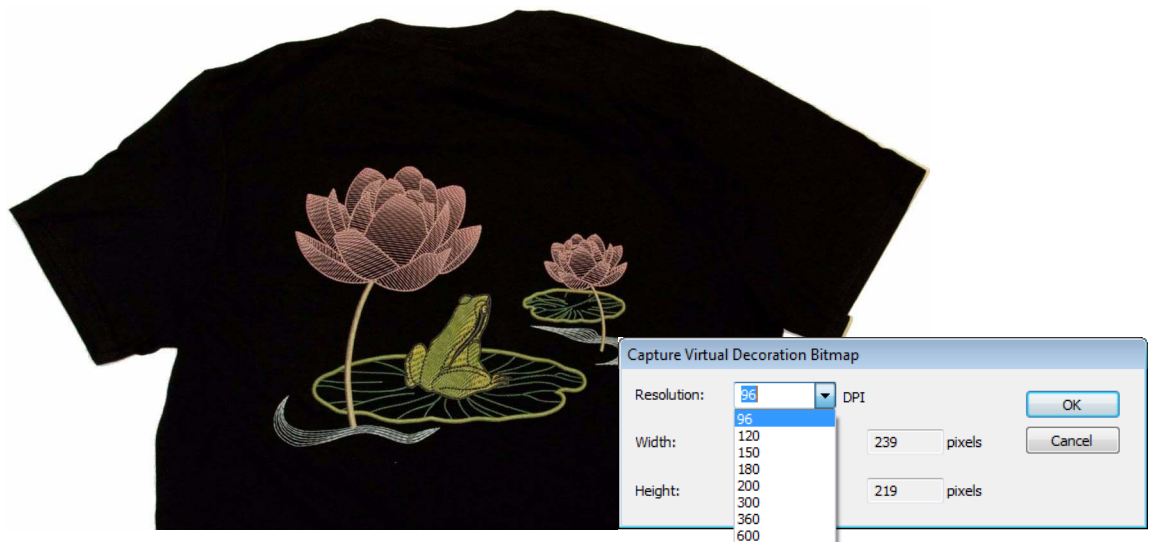 Capture Virtual Decoration Bitmap
Resolution: 96 DPI
OK
96
120
Width: 239 pixels
Cancel
150
180
200
Height: 219 pixels
300
360
600